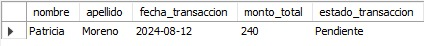 nombre apellido fecha_transaccion monto_total estado_transaccion
Patricia Moreno 2024-08-12 240 Pendiente